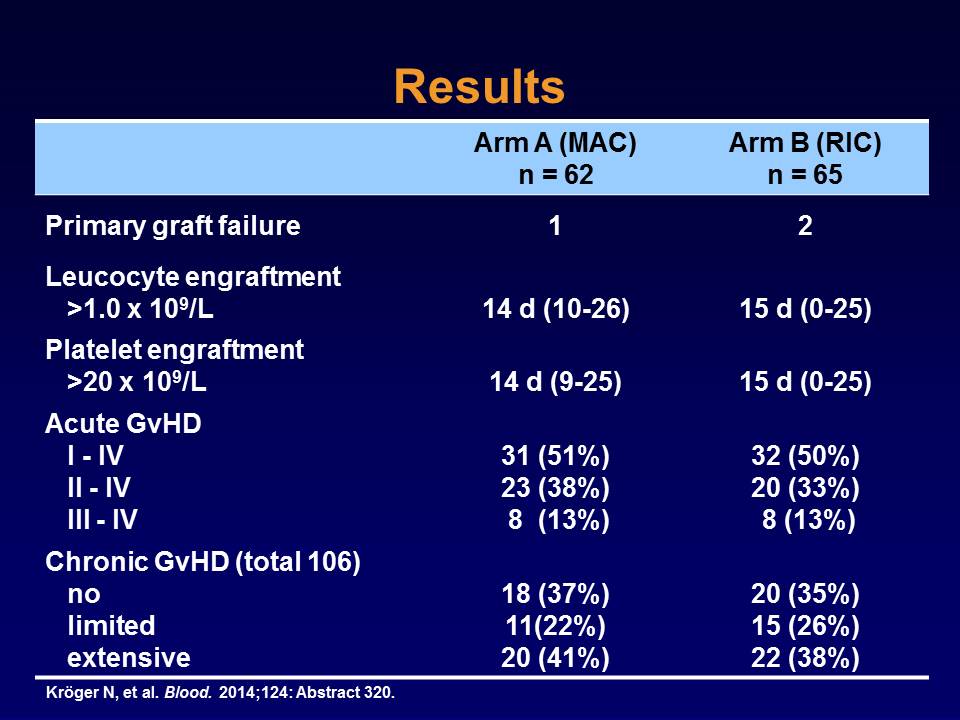 Results
Arm A (MAC) Arm B (RIC)
n = 62 n = 65
Primary graft failure 1 2
Leucocyte engraftment
>1.0 x 10⁹/L 14 d (10-26) 15 d (0-25)
Platelet engraftment
>20 x 10⁹/L 14 d (9-25) 15 d (0-25)
Acute GvHD
I - IV 31 (51%) 32 (50%)
II - IV 23 (38%) 20 (33%)
III - IV 8 (13%) 8 (13%)
Chronic GvHD (total 106)
no 18 (37%) 20 (35%)
limited 11(22%) 15 (26%)
extensive 20 (41%) 22 (38%)
Kröger N, et al. Blood. 2014;124: Abstract 320.